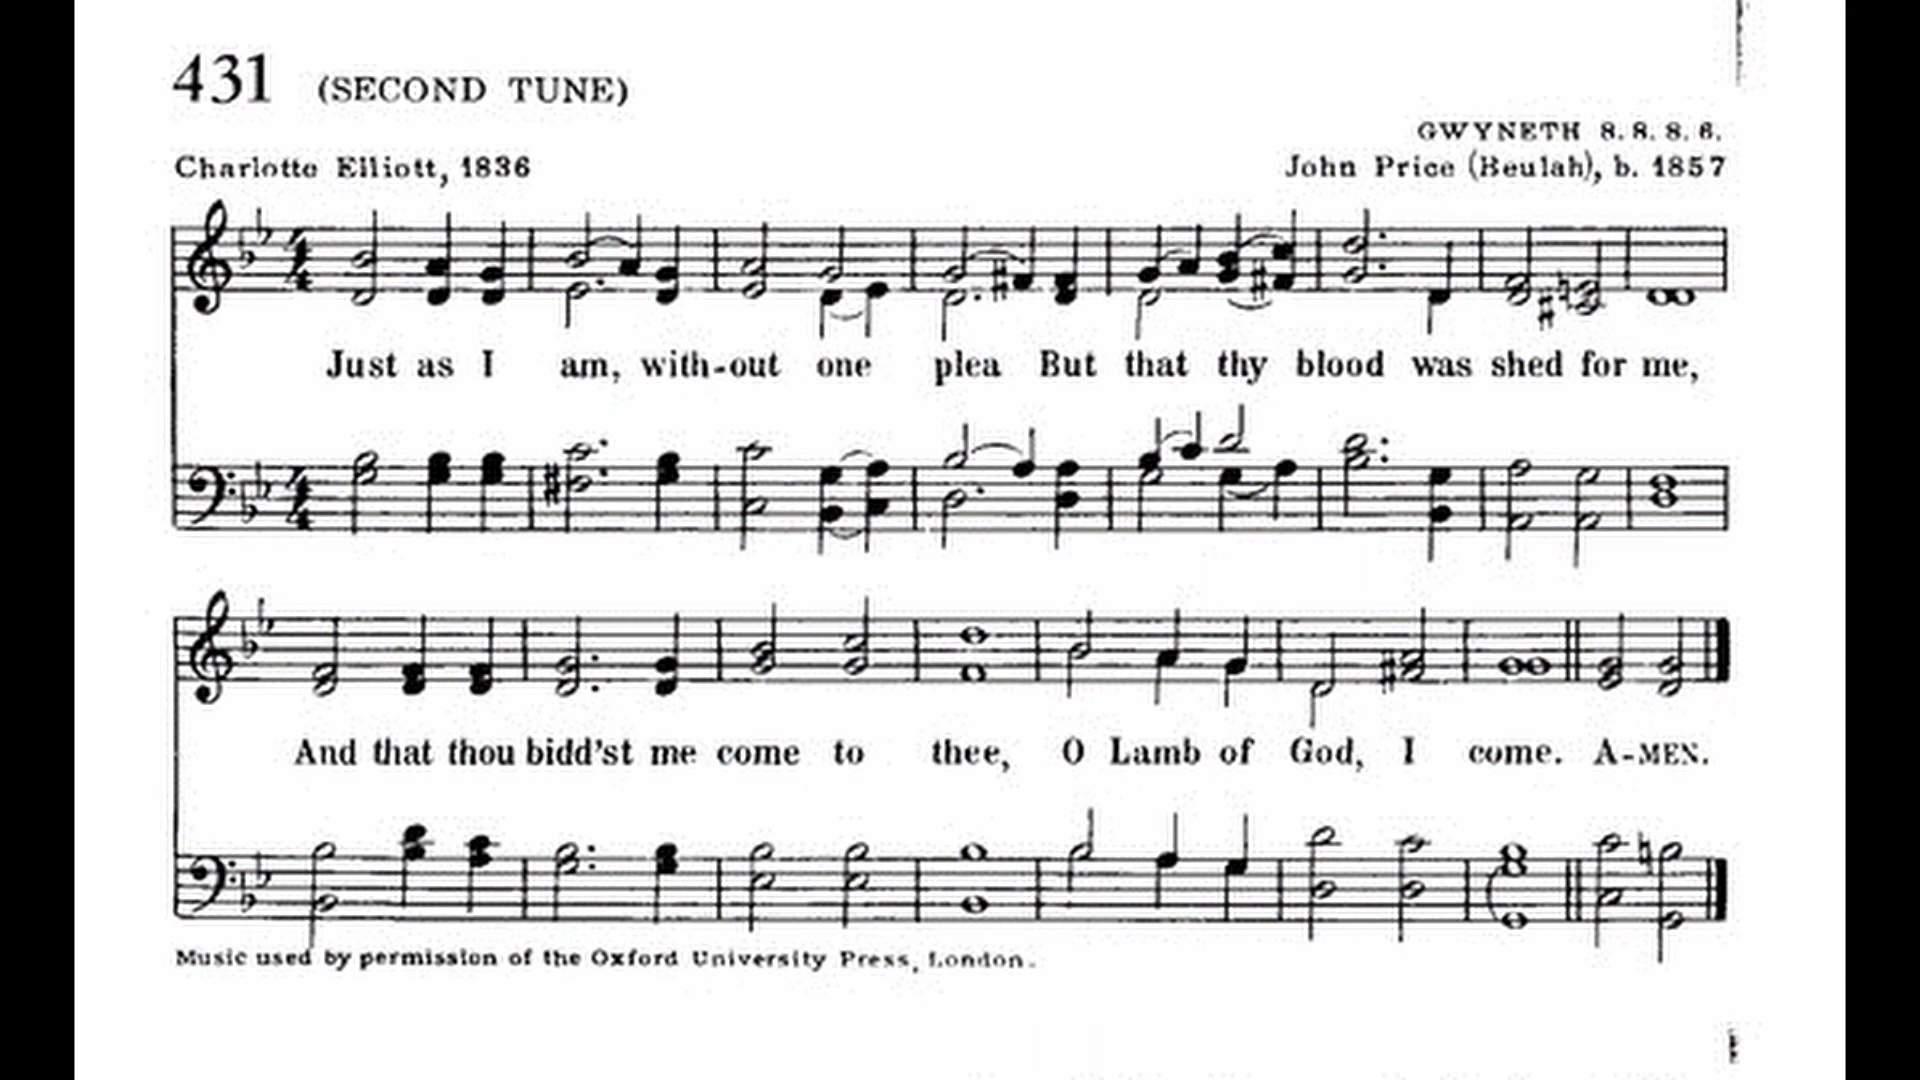 431 (SECOND TUNE)
GWYNETH 8.8.8.6.
Charlotte Elliott, 1836 John Price (Beulah), b. 1857
Just as I am, with-out one plea But that thy blood was shed for me,
And that thou bidd'st me come to thee, O Lamb of God, I come. A-MEN.
Music used by permission of the Oxford University Press, London.